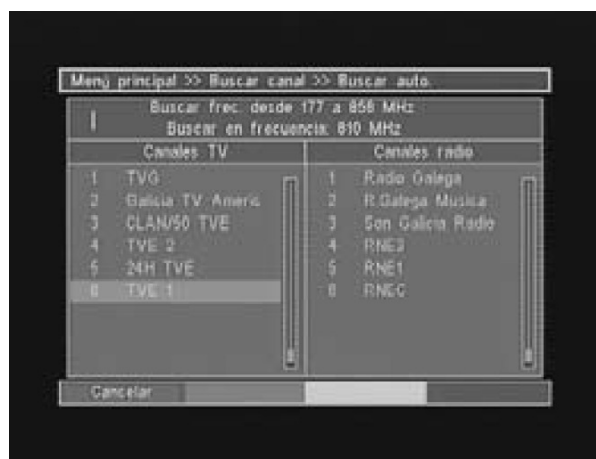 Menú principal >> Buscar canal >> Buscar auto.
Buscar frec. desde 177 a 858 MHz
Buscar en frecuencia: 810 MHz
Canales TV
1 TVG
2 Galicia TV Americ
3 CLAN/50 TVE
4 TVE 2
5 24H TVE
6 TVE 1
Canales radio
1 Radio Galega
2 R.Galega Musica
3 Son Galicia Radio
4 RNE3
5 RNE1
6 RNEC
Cancelar